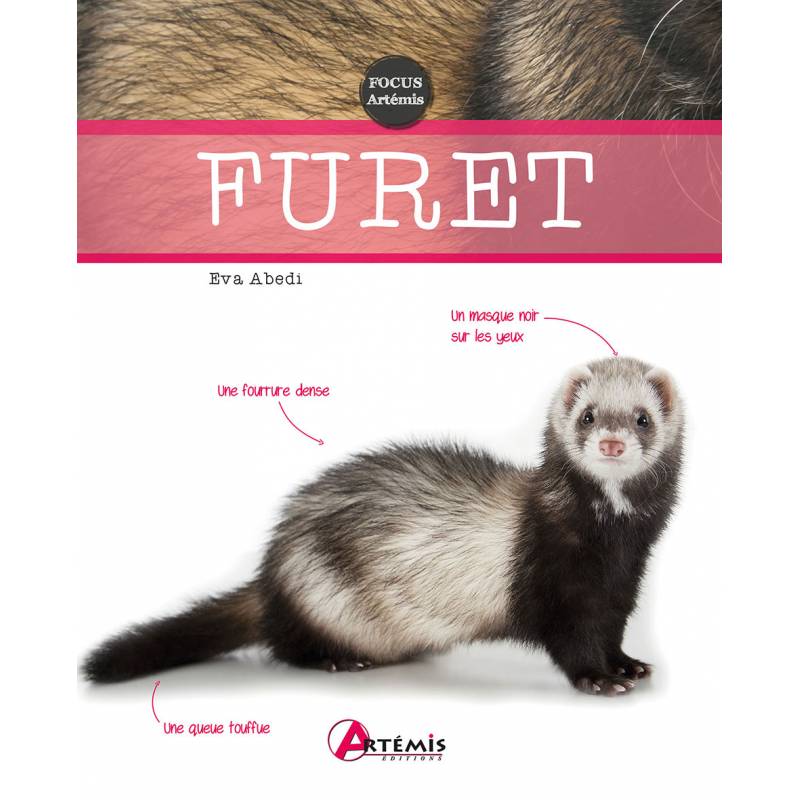 FOCUS
Artémis
FURET
Eva Abedi
Un masque noir
sur les yeux
Une fourrure dense
Une queue touffue
ARTÉMIS
ÉDITIONS